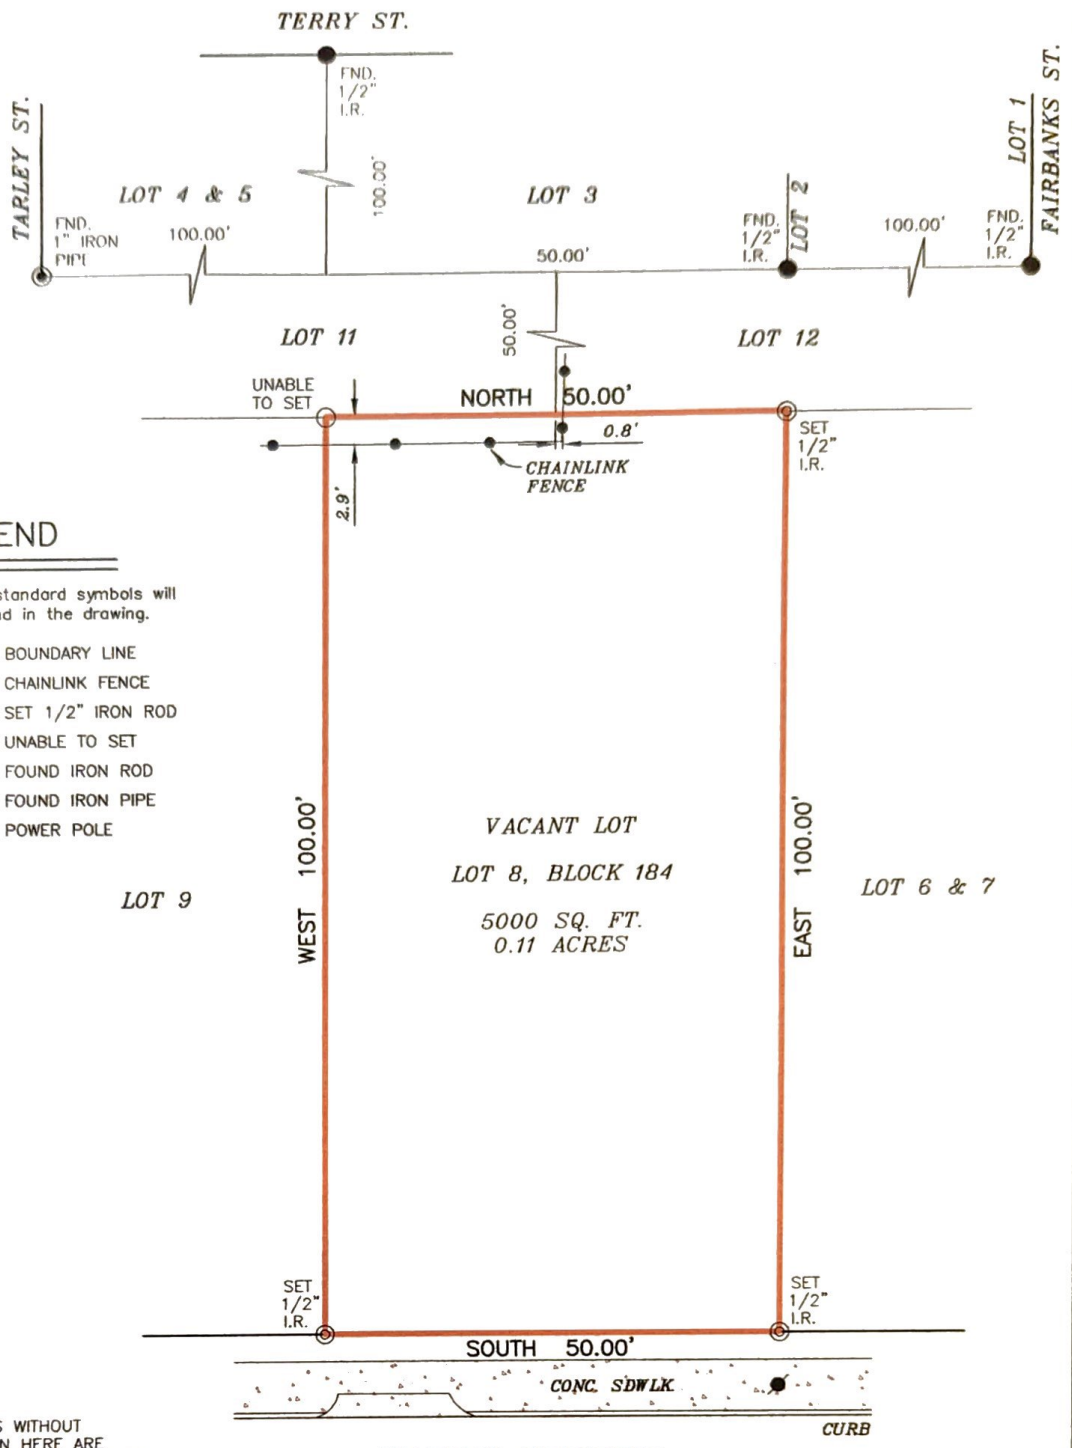 TERRY ST.
FND.
1/2"
I.R.
100.00'
TARLEY ST.
LOT 4 & 5
LOT 3
LOT 2
LOT 1
FAIRBANKS ST.
FND.
1" IRON
PIPE
100.00'
50.00'
FND.
1/2"
I.R.
100.00'
FND.
1/2"
I.R.
LOT 11
50.00'
LOT 12
UNABLE
TO SET
NORTH 50.00'
0.8'
SET
1/2"
I.R.
CHAINLINK
FENCE
2.9'
END
standard symbols will
d in the drawing.
BOUNDARY LINE
CHAINLINK FENCE
SET 1/2" IRON ROD
UNABLE TO SET
FOUND IRON ROD
FOUND IRON PIPE
POWER POLE
LOT 9
WEST 100.00'
VACANT LOT
LOT 8, BLOCK 184
5000 SQ. FT.
0.11 ACRES
EAST 100.00'
LOT 6 & 7
SET
1/2"
I.R.
SET
1/2"
I.R.
SOUTH 50.00'
CONC. SDWLK
CURB
S WITHOUT
N HERE ARE